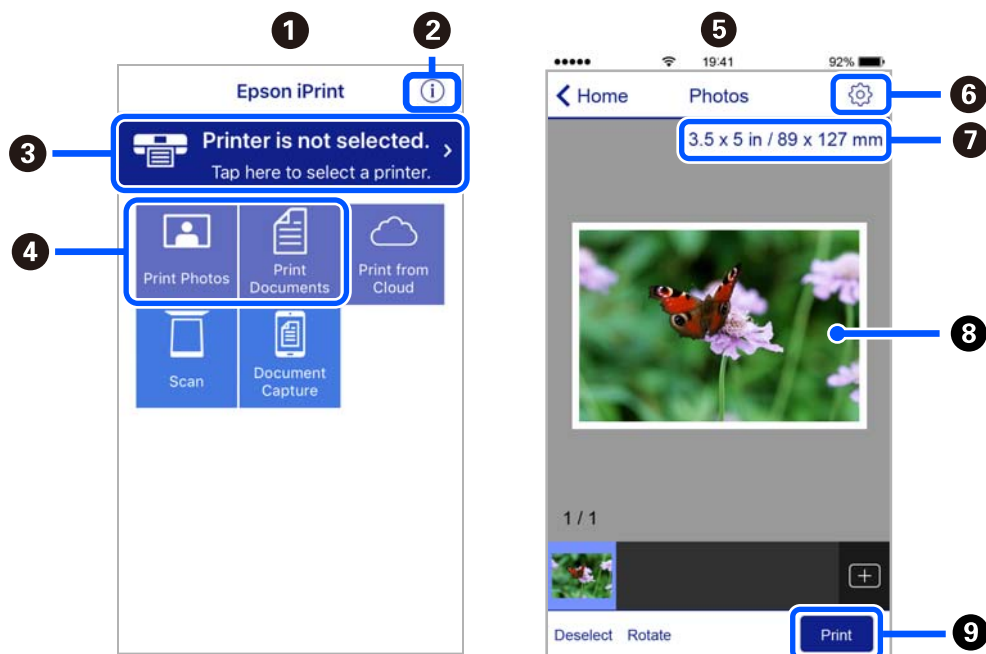 1
2
Epson iPrint
i
3
Printer is not selected.
Tap here to select a printer.
4
Print Photos
Print
Documents
Print from
Cloud
Scan
Document
Capture
5
19:41
92%
Home
Photos
6
3.5 x 5 in / 89 x 127 mm
7
8
1 / 1
Deselect
Rotate
Print
9